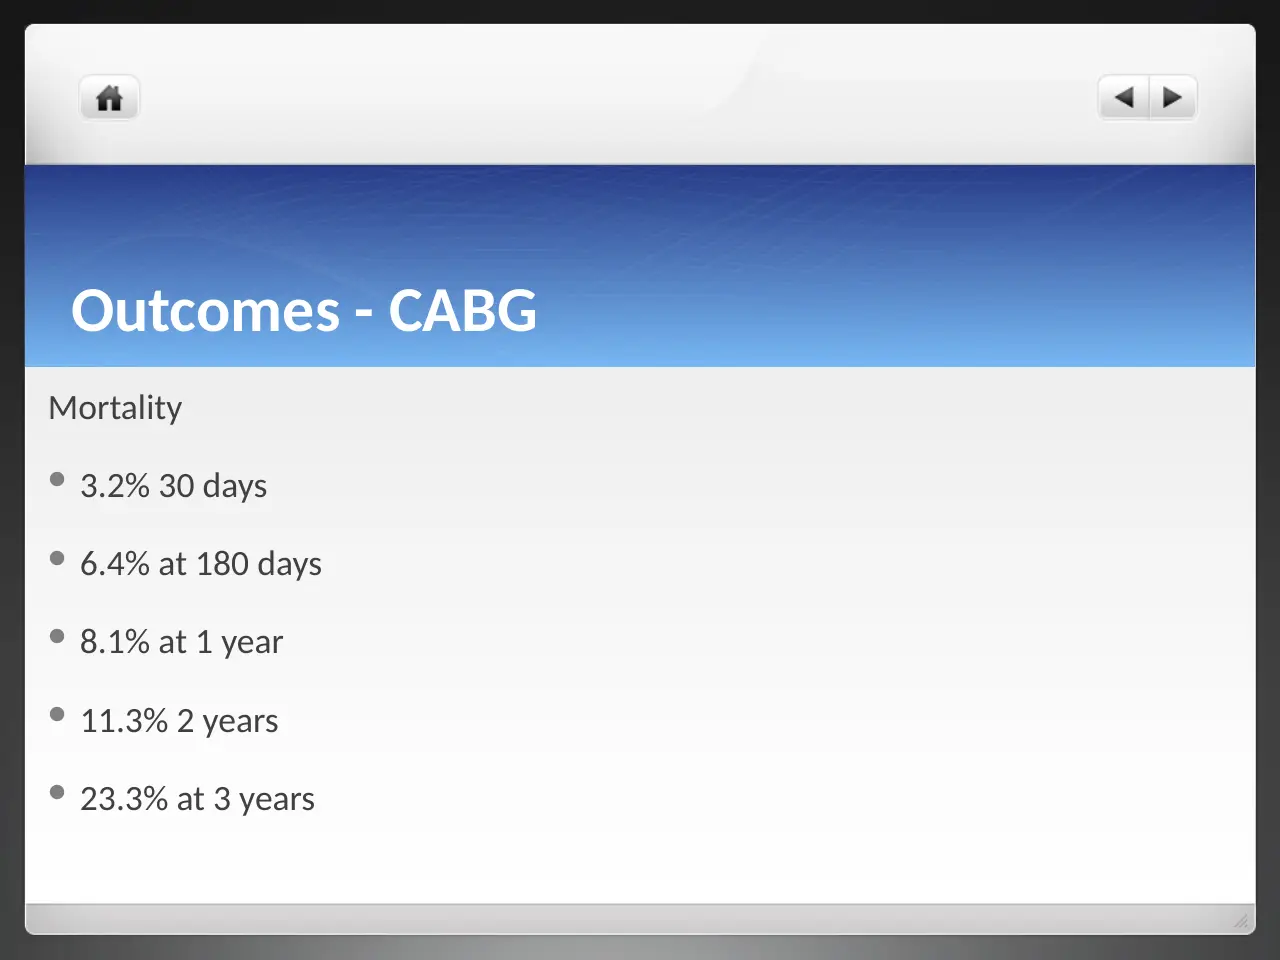 Outcomes - CABG
Mortality
• 3.2% 30 days
• 6.4% at 180 days
• 8.1% at 1 year
• 11.3% 2 years
• 23.3% at 3 years